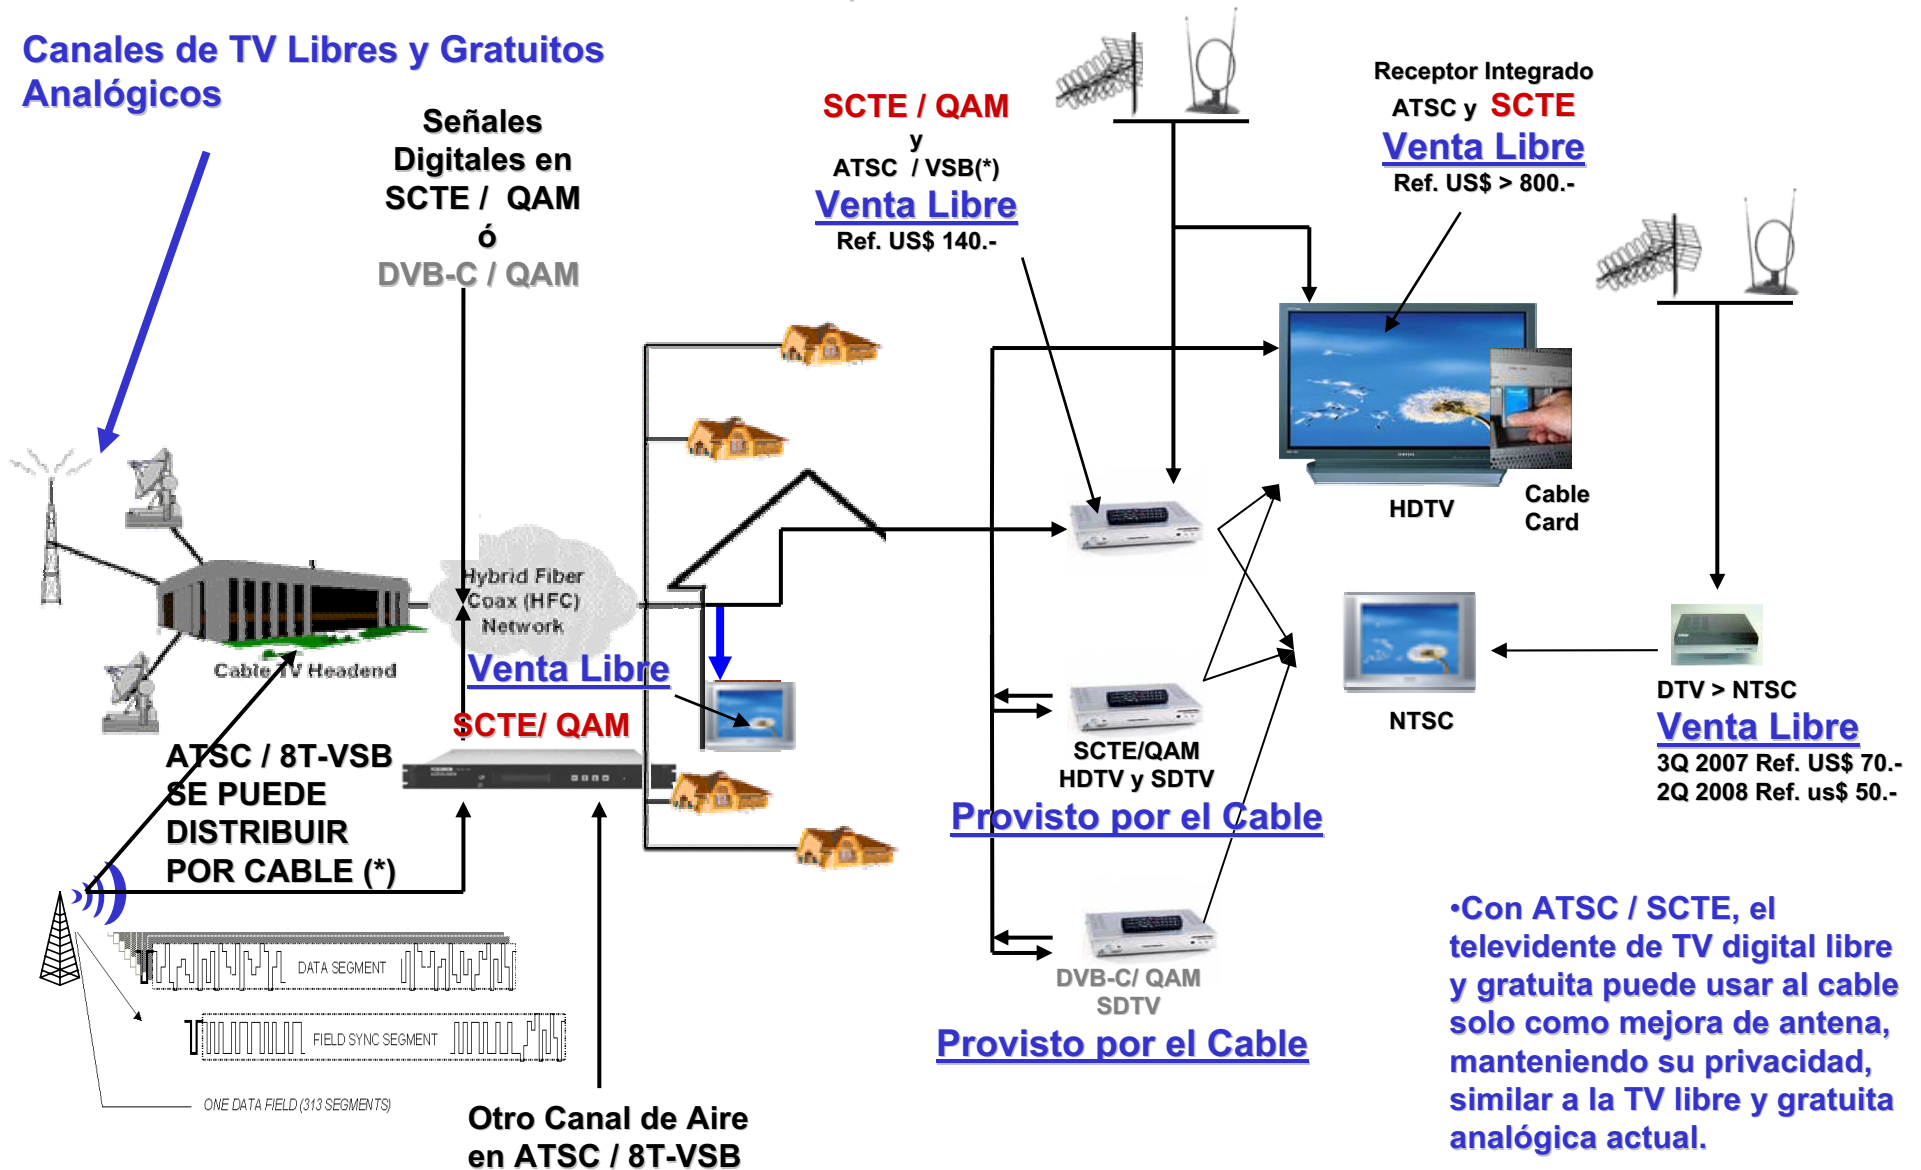 Canales de TV Libres y Gratuitos
Analógicos
Señales
Digitales en
SCTE / QAM
ó
DVB-C / QAM
SCTE / QAM
y
ATSC / VSB(*)
Venta Libre
Ref. US$ 140.-
Receptor Integrado
ATSC y SCTE
Venta Libre
Ref. US$ > 800.-
HDTV
Cable
Card
Hybrid Fiber
Coax (HFC)
Network
Cable TV Headend
Venta Libre
SCTE/ QAM
ATSC / 8T-VSB
SE PUEDE
DISTRIBUIR
POR CABLE (*)
NTSC
DTV > NTSC
Venta Libre
3Q 2007 Ref. US$ 70.-
2Q 2008 Ref. us$ 50.-
SCTE/QAM
HDTV y SDTV
Provisto por el Cable
DVB-C/ QAM
SDTV
Provisto por el Cable
DATA SEGMENT
FIELD SYNC SEGMENT
ONE DATA FIELD (313 SEGMENTS)
Otro Canal de Aire
en ATSC / 8T-VSB
•Con ATSC / SCTE, el
televidente de TV digital libre
y gratuita puede usar al cable
solo como mejora de antena,
manteniendo su privacidad,
similar a la TV libre y gratuita
analógica actual.